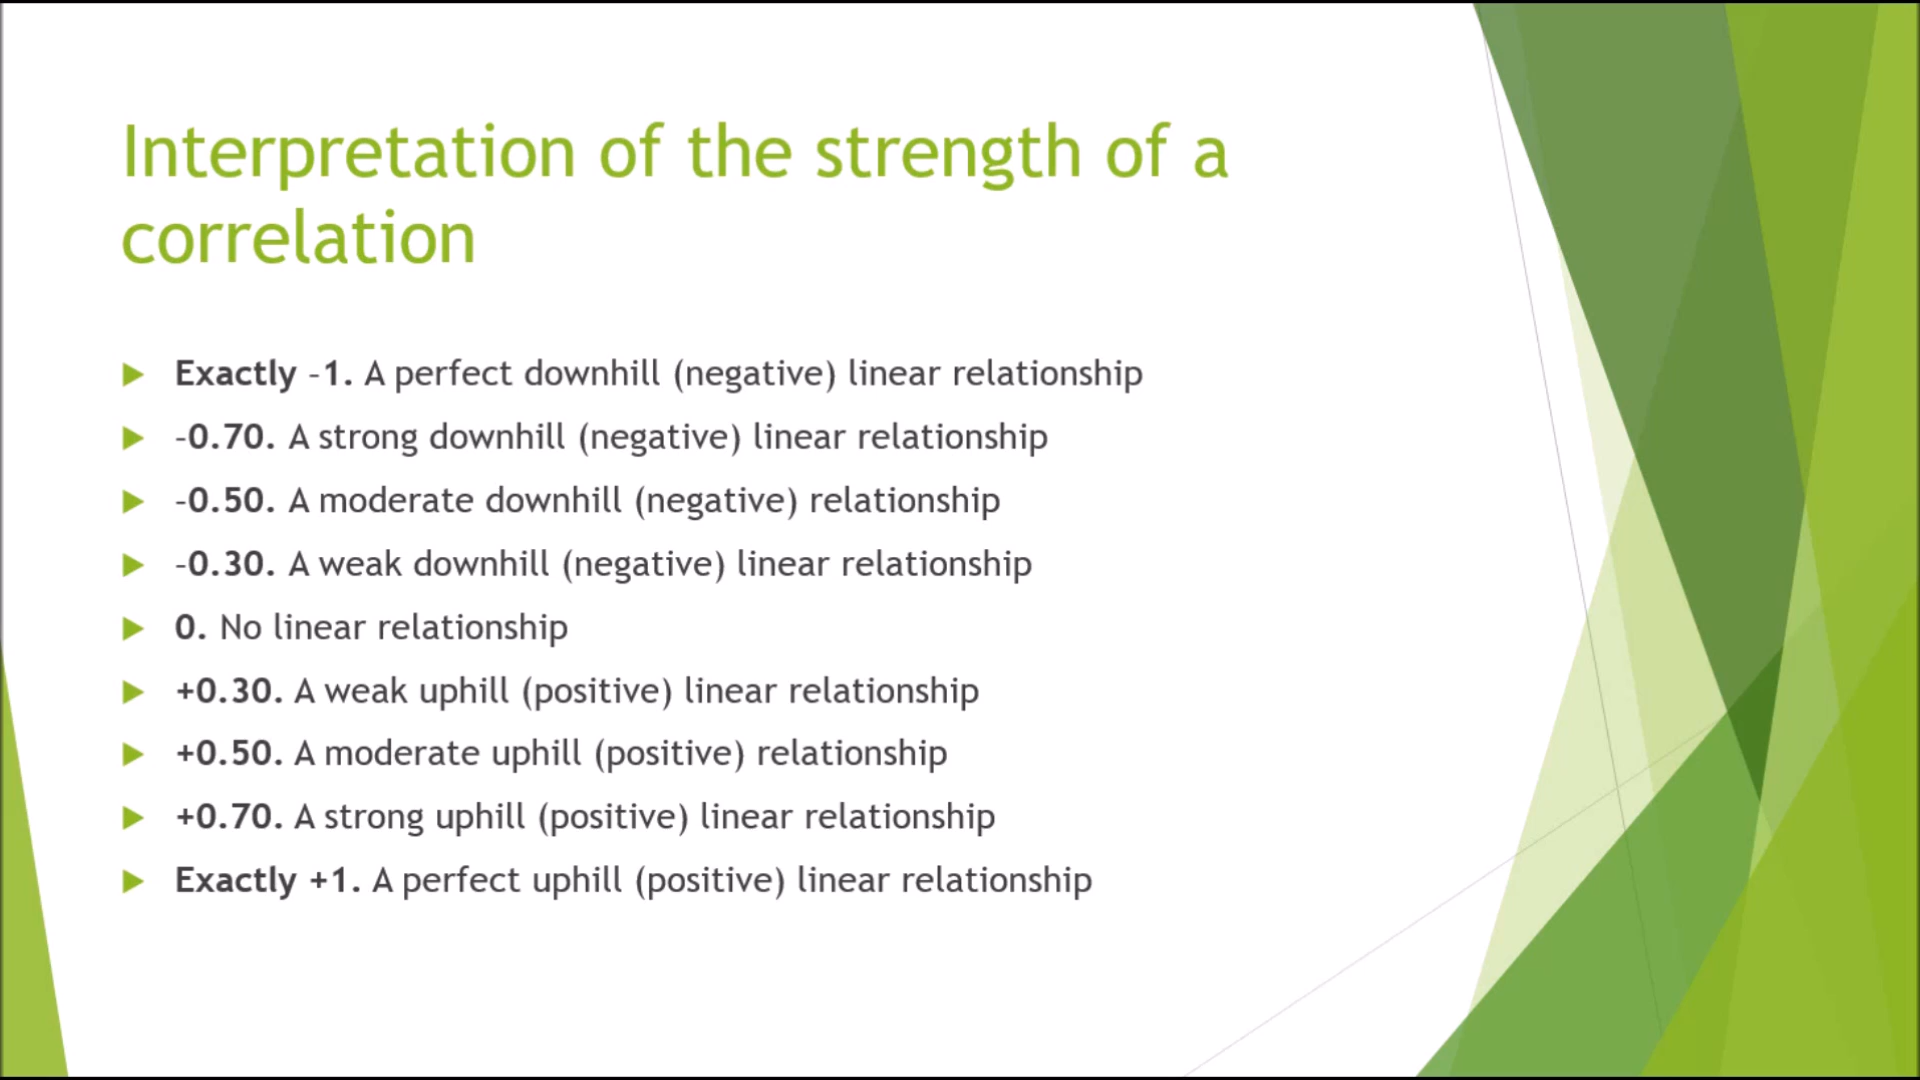 Interpretation of the strength of a
correlation
Exactly –1. A perfect downhill (negative) linear relationship
–0.70. A strong downhill (negative) linear relationship
–0.50. A moderate downhill (negative) relationship
–0.30. A weak downhill (negative) linear relationship
0. No linear relationship
+0.30. A weak uphill (positive) linear relationship
+0.50. A moderate uphill (positive) relationship
+0.70. A strong uphill (positive) linear relationship
Exactly +1. A perfect uphill (positive) linear relationship